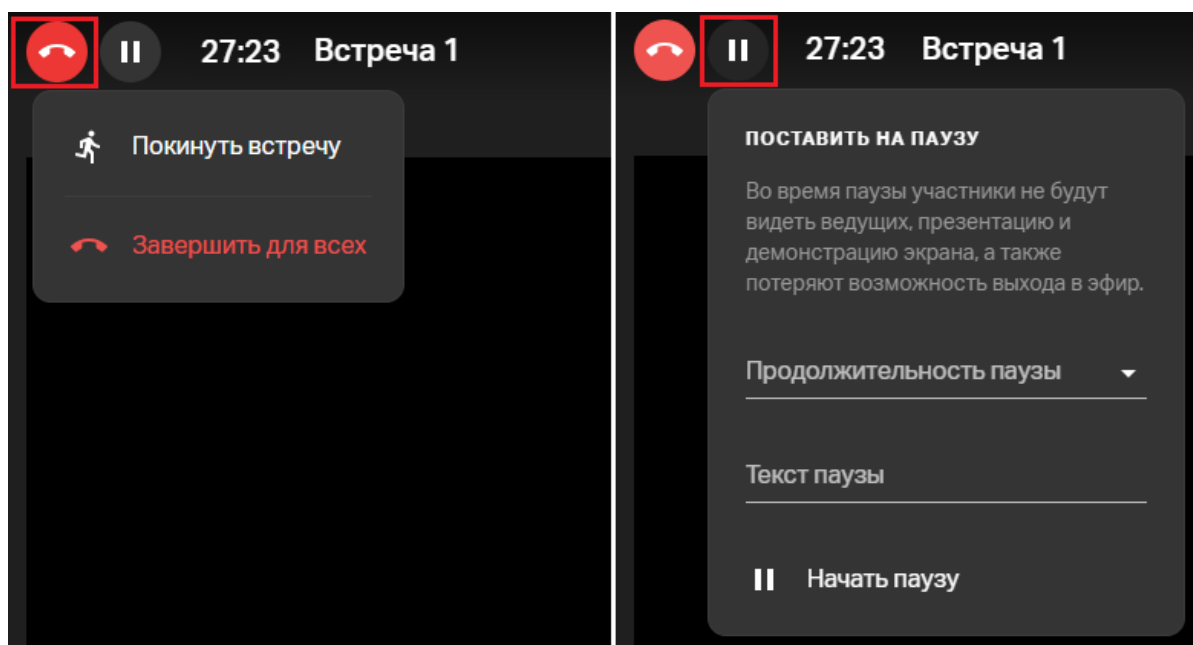 27:23 Встреча 1
Покинуть встречу
Завершить для всех
27:23 Встреча 1
ПОСТАВИТЬ НА ПАУЗУ
Во время паузы участники не будут
видеть ведущих, презентацию и
демонстрацию экрана, а также
потеряют возможность выхода в эфир.
Продолжительность паузы
Текст паузы
Начать паузу